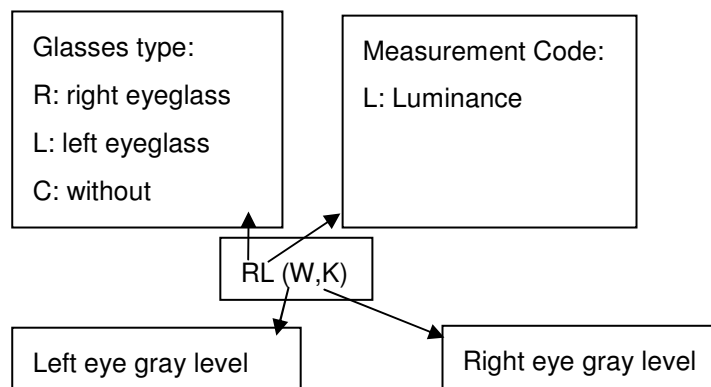 Glasses type:
R: right eyeglass
L: left eyeglass
C: without
Measurement Code:
L: Luminance
RL (W,K)
Left eye gray level
Right eye gray level